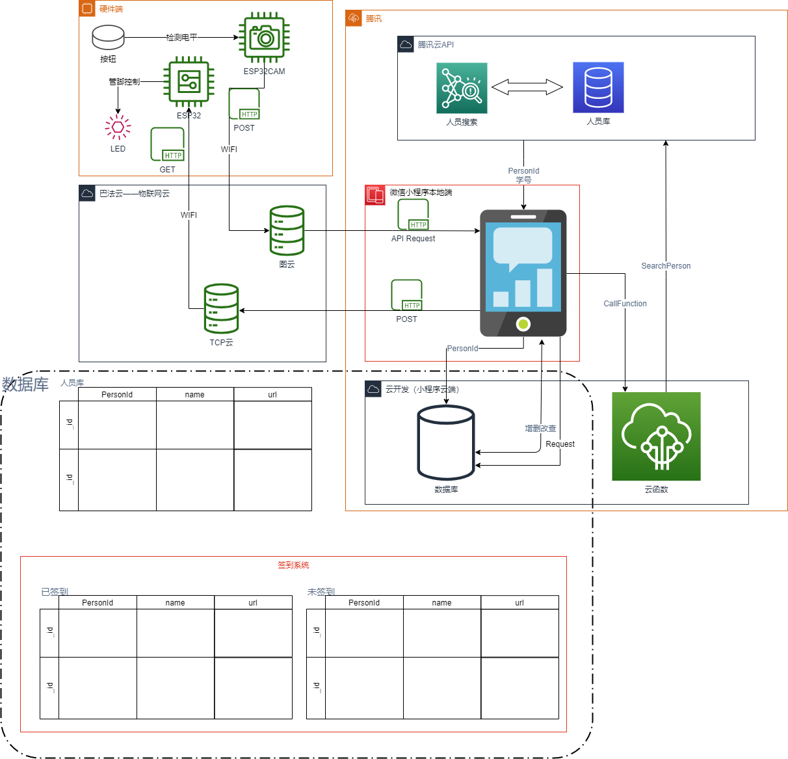 硬件端
腾讯
按钮
检测电平
ESP32CAM
管脚控制
ESP32
LED
HTTP
POST
HTTP
GET
WIFI
WIFI
腾讯云API
人员搜索
人员库
PersonId
学号
巴法云——物联网云
图云
TCP云
微信小程序本地端
HTTP
API Request
HTTP
POST
SearchPerson
CallFunction
PersonId
云开发（小程序云端）
增删改查
Request
数据库
云函数
数据库
人员库
PersonId name url
_id
_id
签到系统
已签到
PersonId name url
_id
_id
未签到
PersonId name url
_id
_id